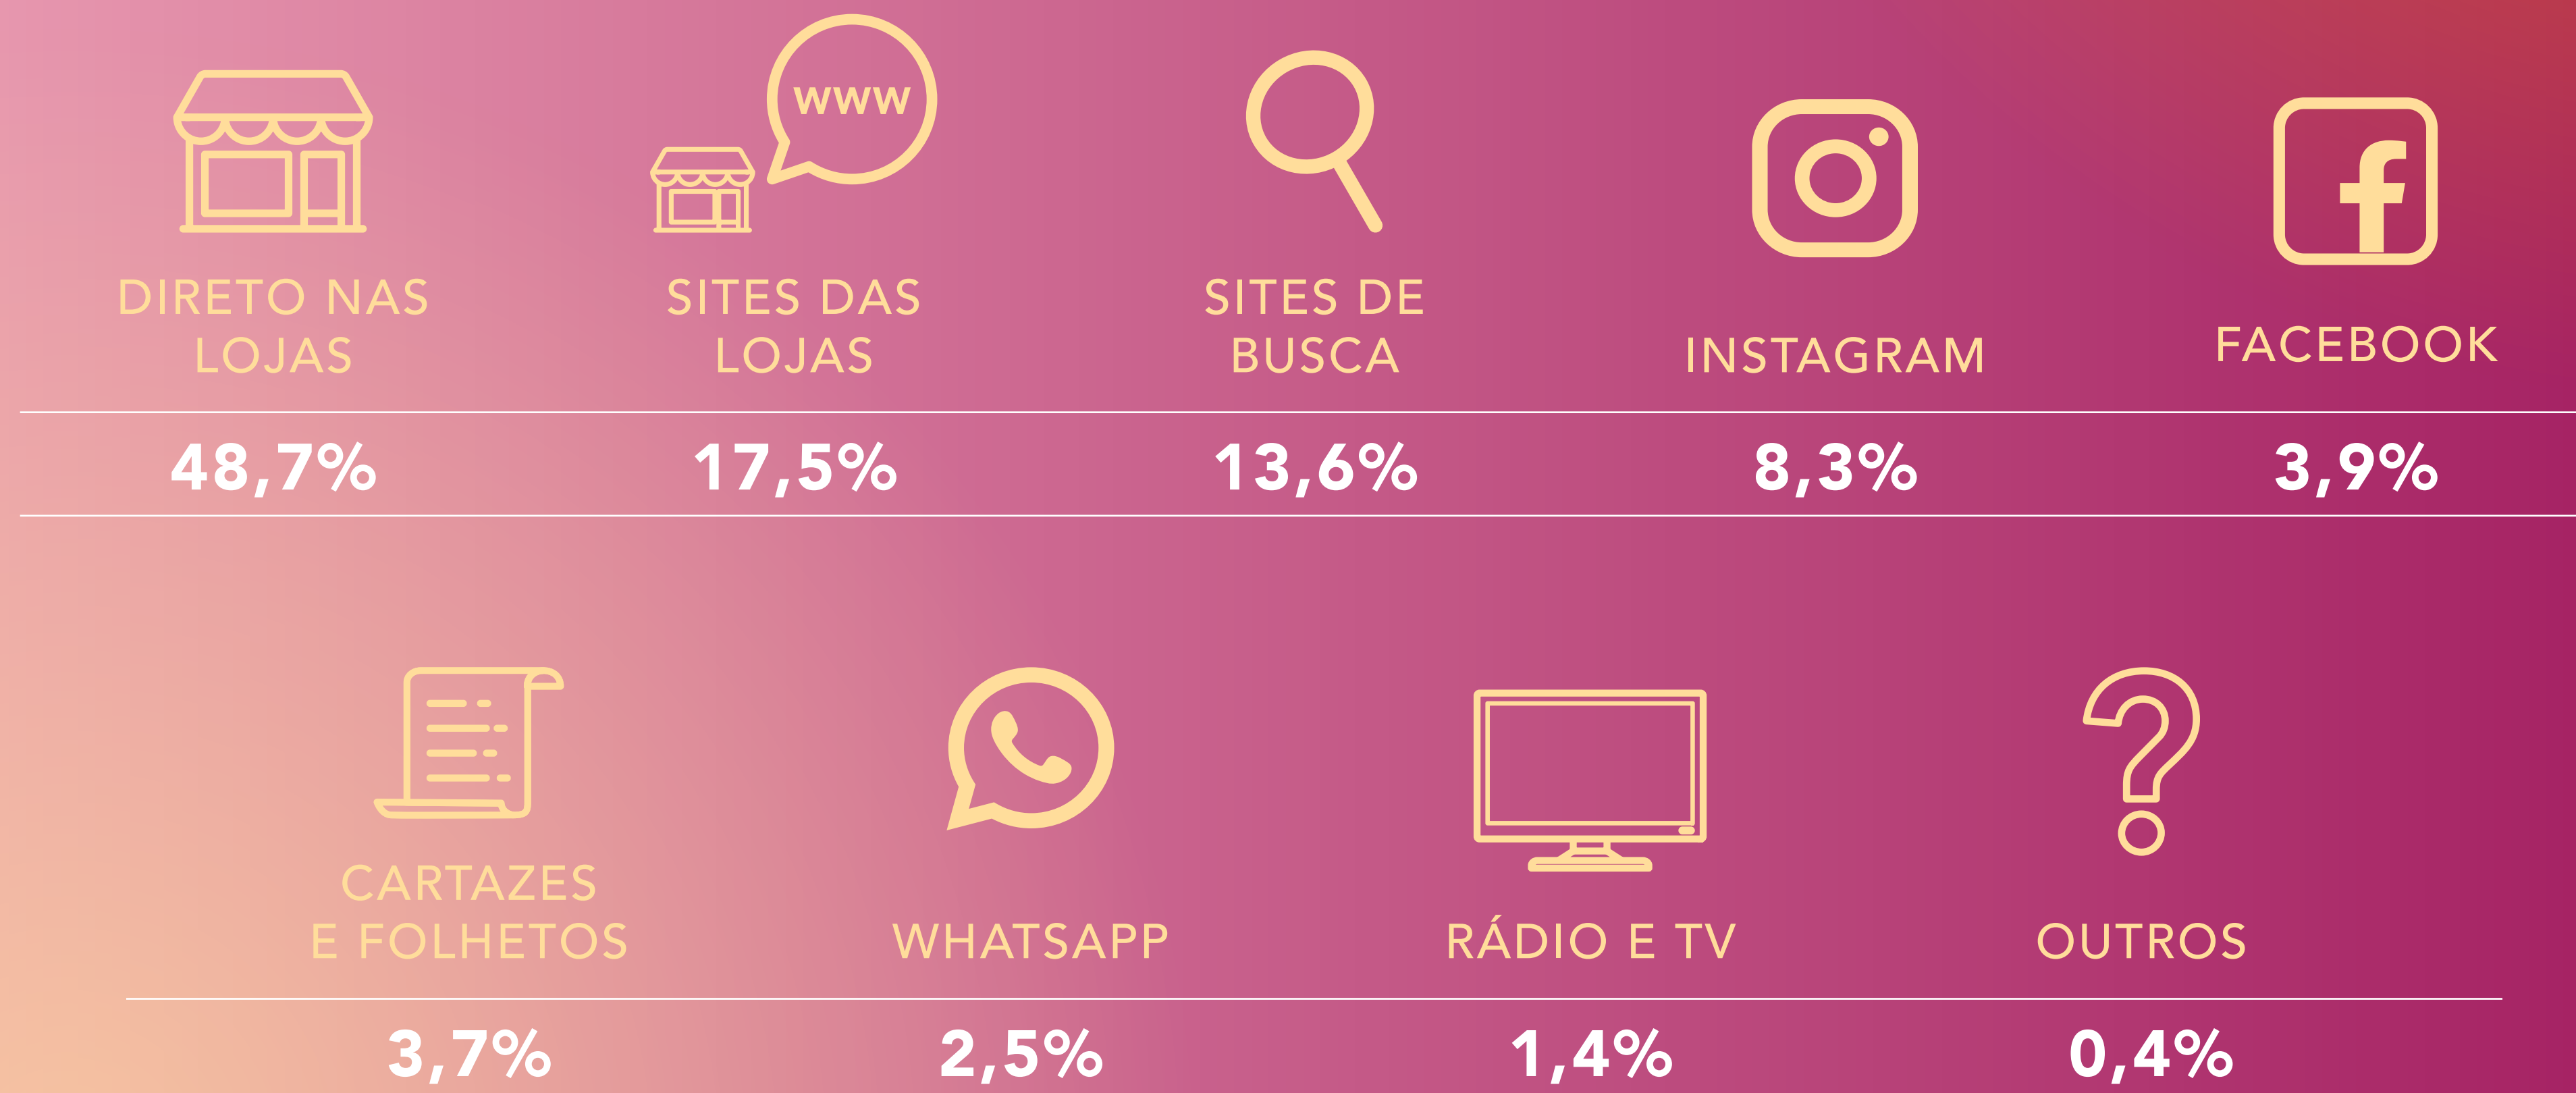 www
DIRETO NAS
LOJAS
SITES DAS
LOJAS
SITES DE
BUSCA
INSTAGRAM
FACEBOOK
48,7%
17,5%
13,6%
8,3%
3,9%
CARTAZES
E FOLHETOS
WHATSAPP
RÁDIO E TV
OUTROS
3,7%
2,5%
1,4%
0,4%